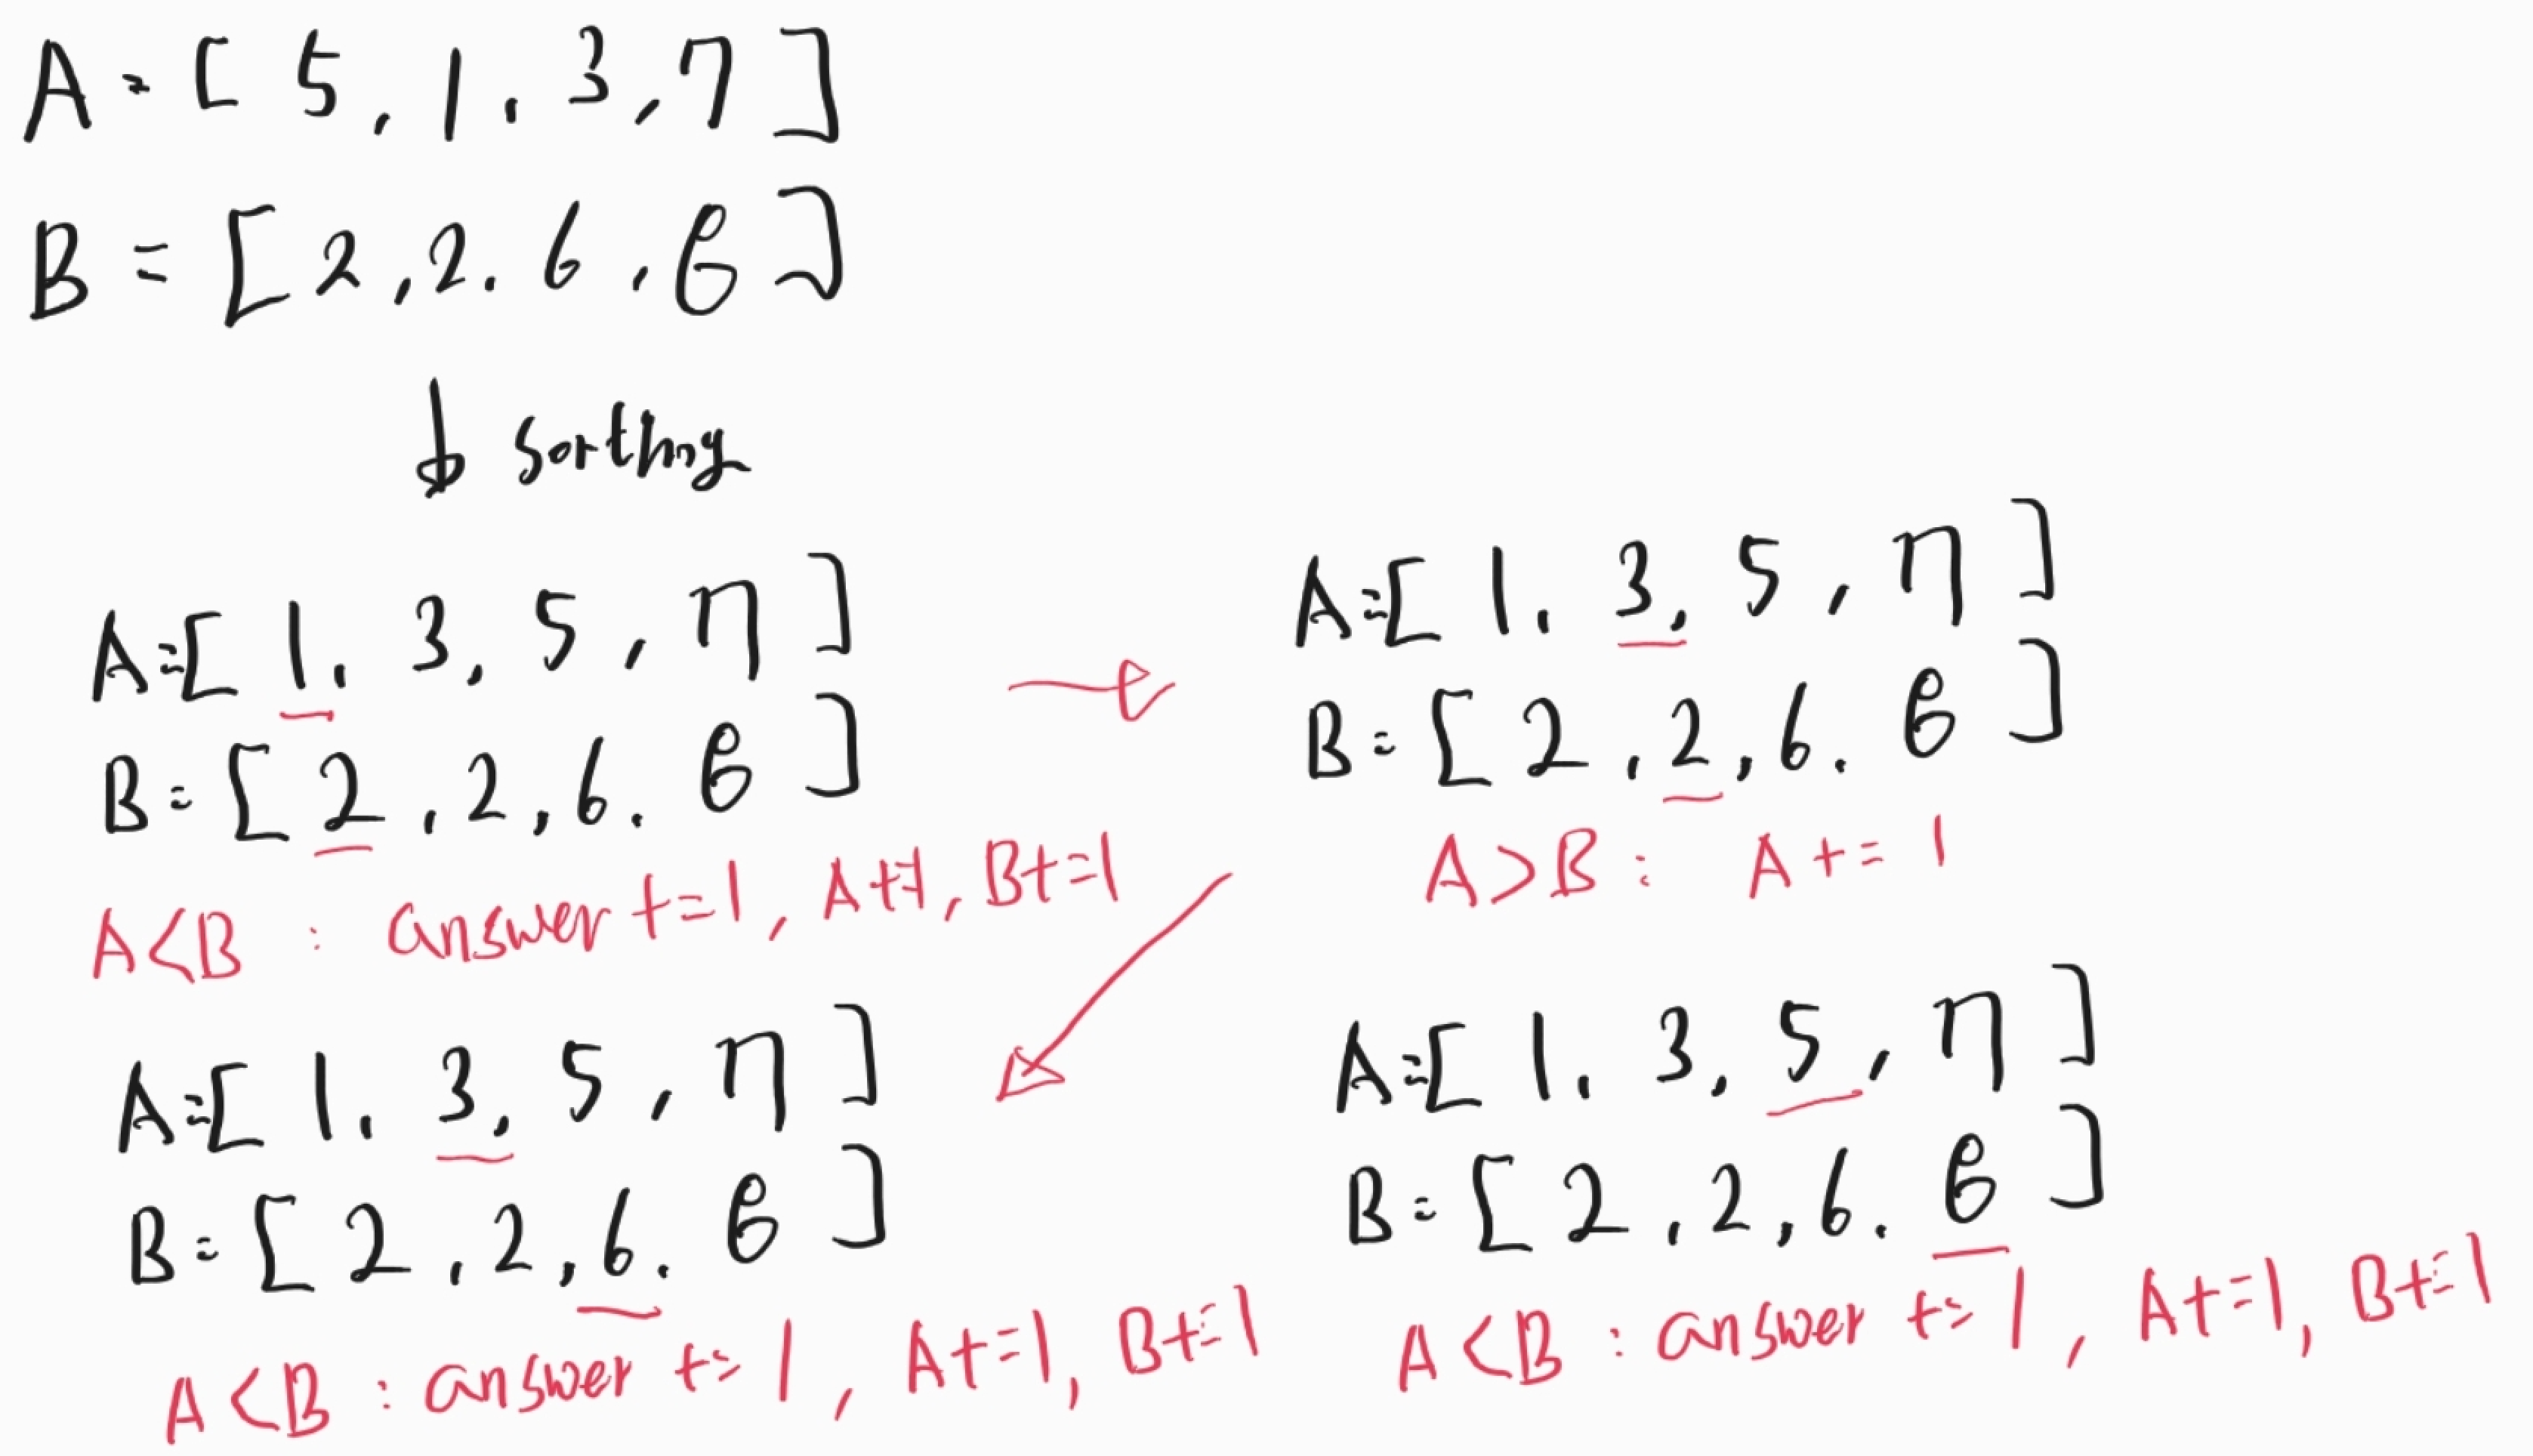 A = [ 5, 1, 3, 7 ]
B = [ 2, 2, 6, 8 ]
sorting
A = [ 1, 3, 5, 7 ]
B = [ 2, 2, 6, 8 ]
A<B : answer += 1, A+=1, B+=1
A = [ 1, 3, 5, 7 ]
B = [ 2, 2, 6, 8 ]
A>B : A += 1
A = [ 1, 3, 5, 7 ]
B = [ 2, 2, 6, 8 ]
A<B : answer += 1, A+=1, B+=1
A = [ 1, 3, 5, 7 ]
B = [ 2, 2, 6, 8 ]
A<B : answer += 1, A+=1, B+=1